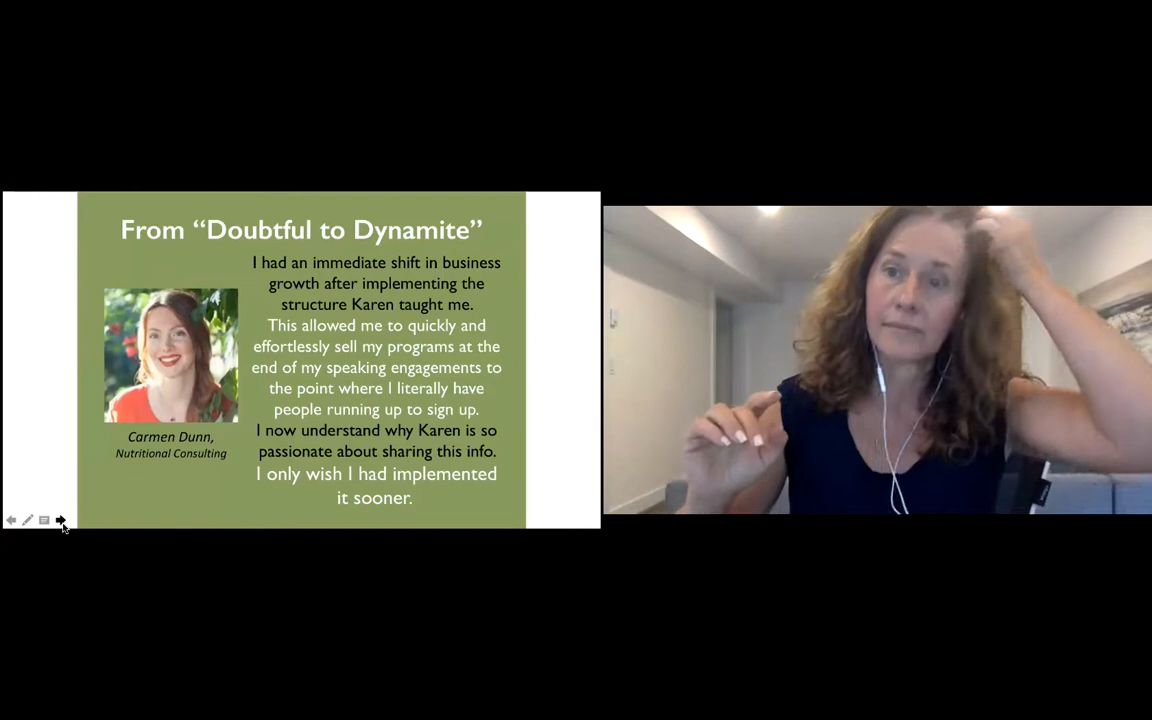 From “Doubtful to Dynamite”
I had an immediate shift in business
growth after implementing the
structure Karen taught me.
This allowed me to quickly and
effortlessly sell my programs at the
end of my speaking engagements to
the point where I literally have
people running up to sign up.
I now understand why Karen is so
passionate about sharing this info.
I only wish I had implemented
it sooner.
Carmen Dunn,
Nutritional Consulting